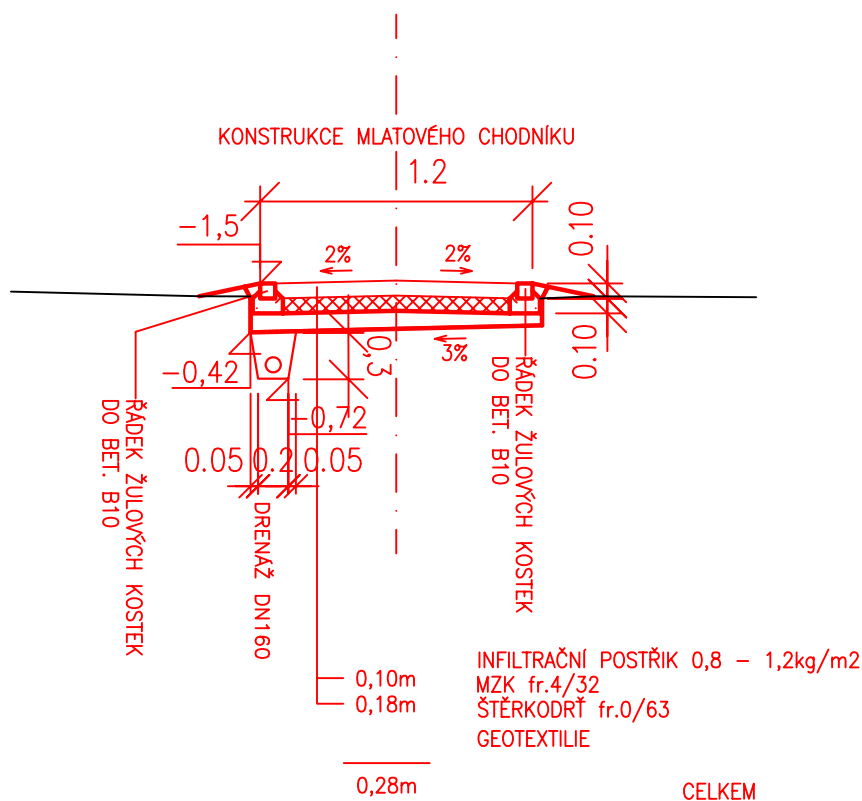 KONSTRUKCE MLATOVÉHO CHODNÍKU
1.2
-1,5
2%
2%
0.10
0.10
3%
0,3
-0,42
-0,72
0.05 0.2 0.05
ŘÁDEK ŽULOVÝCH KOSTEK
DO BET. B10
DRENÁŽ DN160
ŘÁDEK ŽULOVÝCH KOSTEK
DO BET. B10
INFILTRAČNÍ POSTŘIK 0,8 - 1,2kg/m2
0,10m MZK fr.4/32
0,18m ŠTĚRKODRŤ fr.0/63
GEOTEXTILIE
0,28m CELKEM